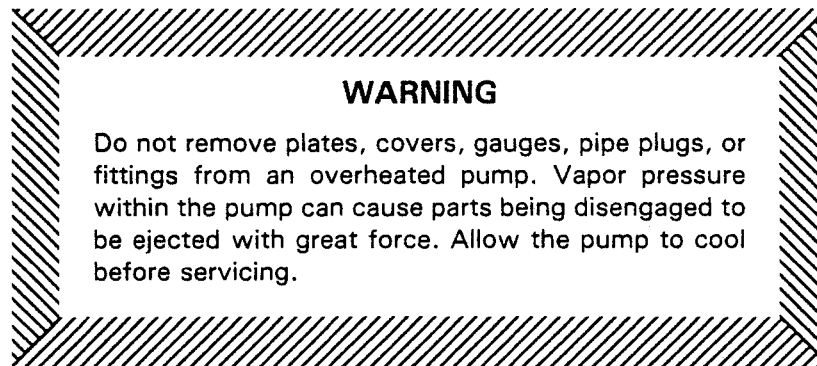 WARNING
Do not remove plates, covers, gauges, pipe plugs, or
fittings from an overheated pump. Vapor pressure
within the pump can cause parts being disengaged to
be ejected with great force. Allow the pump to cool
before servicing.